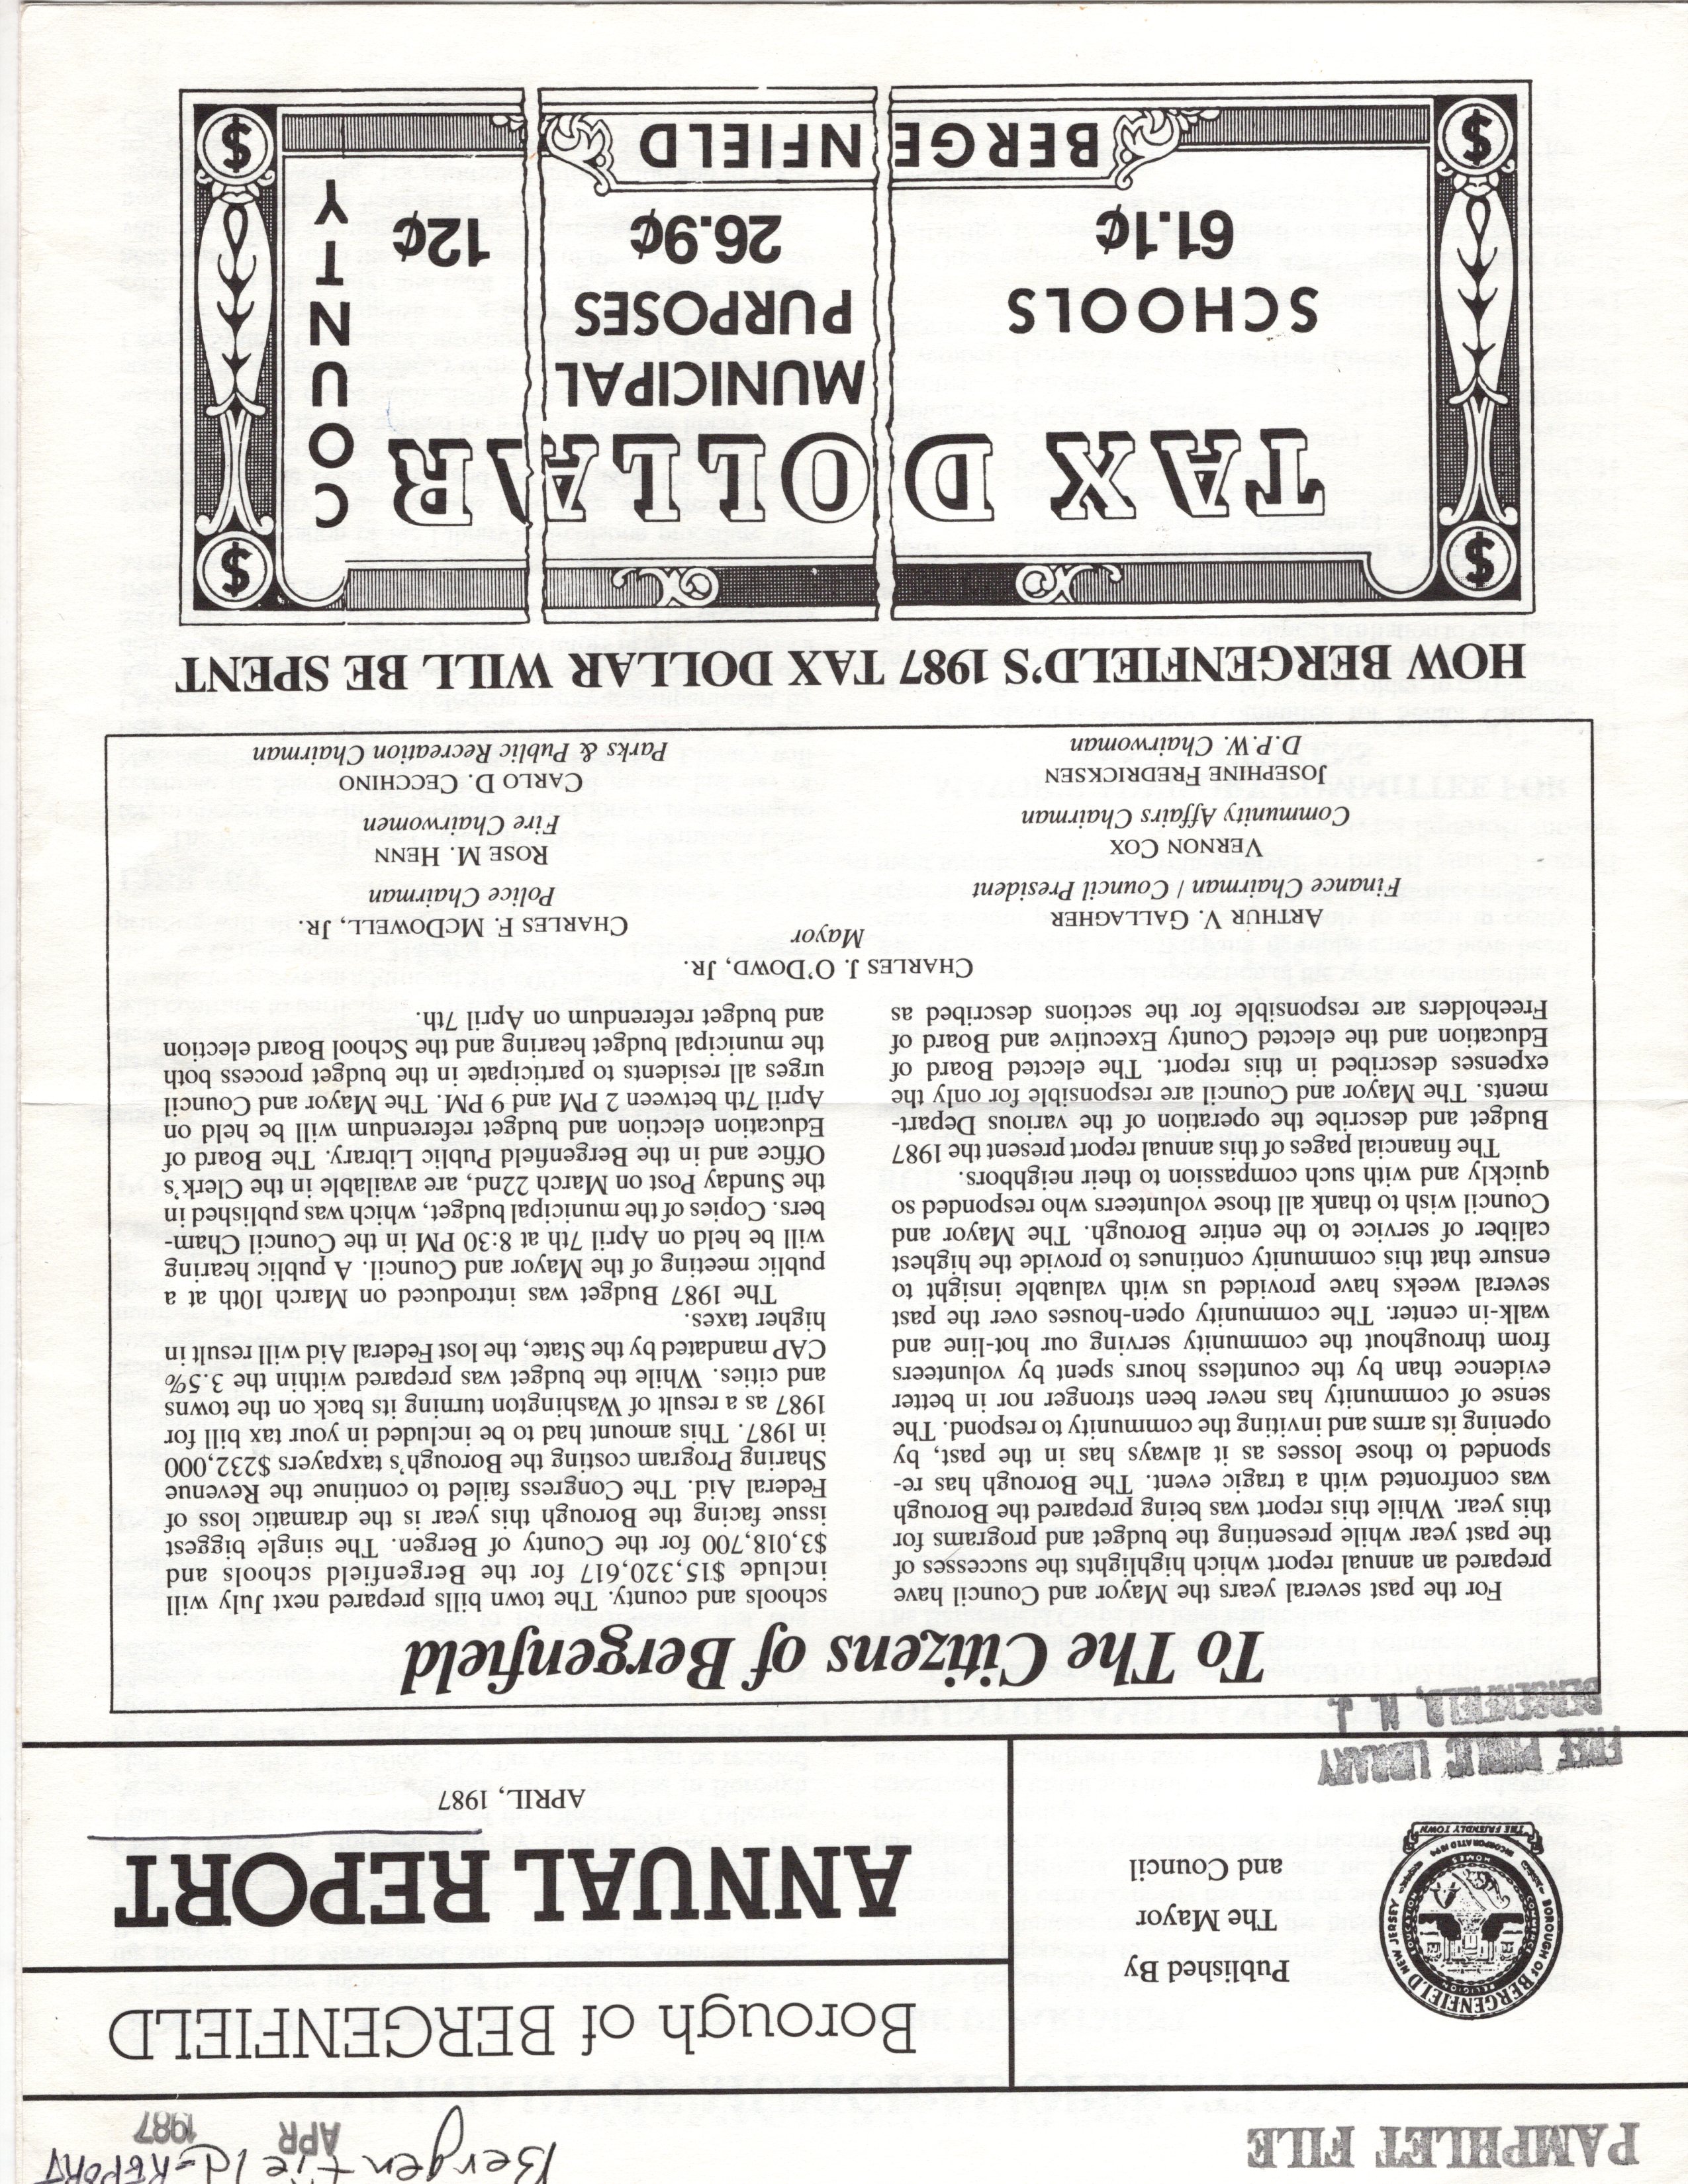 PAMPHLET FILE
Bergenfield - REPORT
APR 1987
Borough of BERGENFIELD
BOROUGH OF BERGENFIELD NEW JERSEY
EDUCATION
HOMES
COMMERCE
RELIGION
INCORPORATED 1894
THE FRIENDLY TOWN
Published By
The Mayor
and Council
ANNUAL REPORT
APRIL, 1987
FREE PUBLIC LIBRARY
BERGENFIELD, N. J.
To The Citizens of Bergenfield
For the past several years the Mayor and Council have
prepared an annual report which highlights the successes of
the past year while presenting the budget and programs for
this year. While this report was being prepared the Borough
was confronted with a tragic event. The Borough has re-
sponded to those losses as it always has in the past, by
opening its arms and inviting the community to respond. The
sense of community has never been stronger nor in better
evidence than by the countless hours spent by volunteers
from throughout the community serving our hot-line and
walk-in center. The community open-houses over the past
several weeks have provided us with valuable insight to
ensure that this community continues to provide the highest
caliber of service to the entire Borough. The Mayor and
Council wish to thank all those volunteers who responded so
quickly and with such compassion to their neighbors.
The financial pages of this annual report present the 1987
Budget and describe the operation of the various Depart-
ments. The Mayor and Council are responsible for only the
expenses described in this report. The elected Board of
Education and the elected County Executive and Board of
Freeholders are responsible for the sections described as
schools and county. The town bills prepared next July will
include $15,320,617 for the Bergenfield schools and
$3,018,700 for the County of Bergen. The single biggest
issue facing the Borough this year is the dramatic loss of
Federal Aid. The Congress failed to continue the Revenue
Sharing Program costing the Borough's taxpayers $232,000
in 1987. This amount had to be included in your tax bill for
1987 as a result of Washington turning its back on the towns
and cities. While the budget was prepared within the 3.5%
CAP mandated by the State, the lost Federal Aid will result in
higher taxes.
The 1987 Budget was introduced on March 10th at a
public meeting of the Mayor and Council. A public hearing
will be held on April 7th at 8:30 PM in the Council Cham-
bers. Copies of the municipal budget, which was published in
the Sunday Post on March 22nd, are available in the Clerk's
Office and in the Bergenfield Public Library. The Board of
Education election and budget referendum will be held on
April 7th between 2 PM and 9 PM. The Mayor and Council
urges all residents to participate in the budget process both
the municipal budget hearing and the School Board election
and budget referendum on April 7th.
CHARLES J. O'DOWD, JR.
Mayor
ARTHUR V. GALLAGHER
Finance Chairman / Council President
VERNON COX
Community Affairs Chairman
JOSEPHINE FREDRICKSEN
D.P.W. Chairwoman
CHARLES F. MCDOWELL, JR.
Police Chairman
ROSE M. HENN
Fire Chairwomen
CARLO D. CECCHINO
Parks & Public Recreation Chairman
HOW BERGENFIELD'S 1987 TAX DOLLAR WILL BE SPENT
$ $
TAX DOLLAR
SCHOOLS
61.1¢
MUNICIPAL
PURPOSES
26.9¢
COUNTY
12¢
BERGENFIELD
$ $